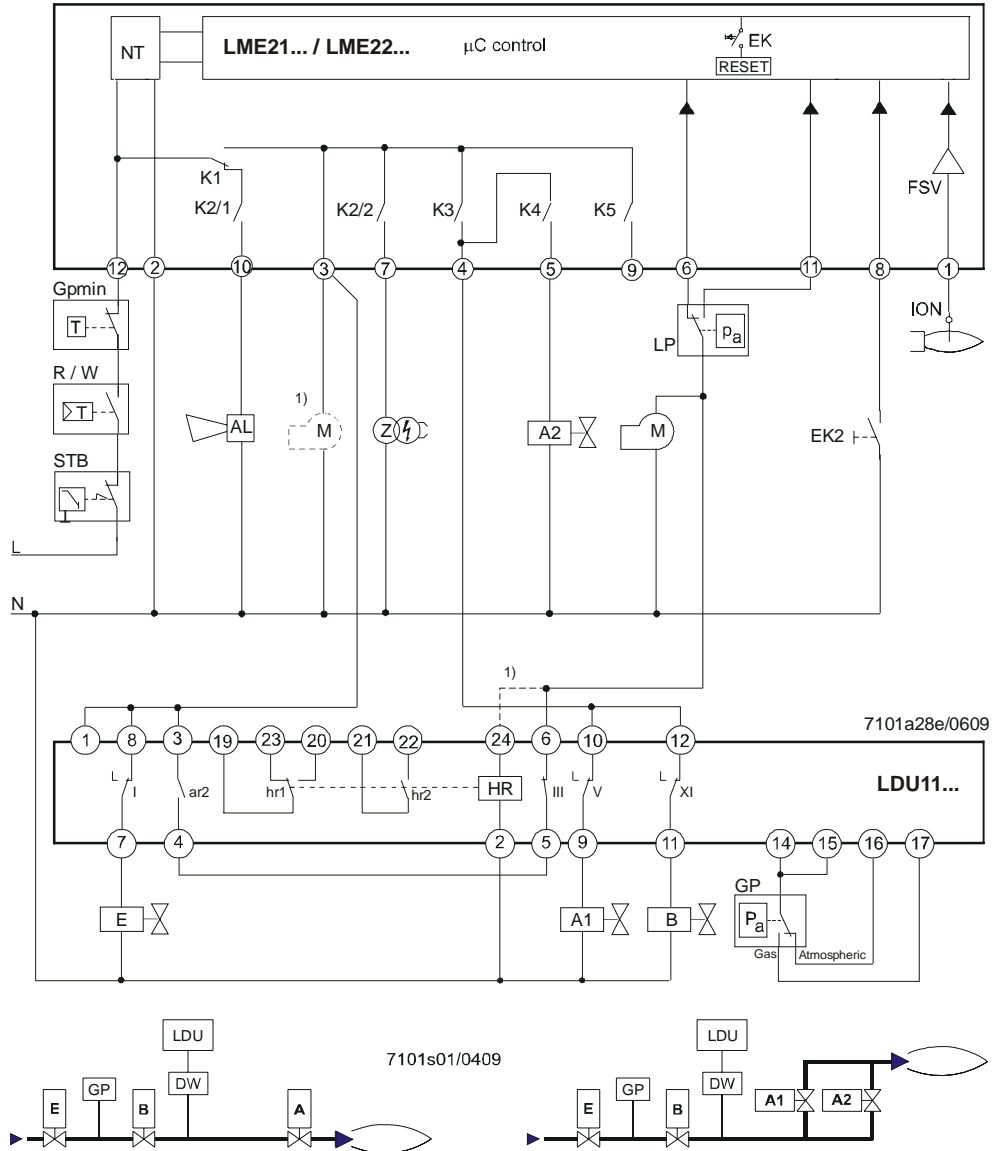 NT
LME21... / LME22...
µC control
EK
RESET
FSV
K1
K2/1
K2/2
K3
K4
K5
12
2
10
3
7
4
5
9
6
11
8
1
Gpmin
T
R / W
T
STB
L
N
AL
1)
M
Z
A2
LP
pa
M
EK2
ION
1)
7101a28e/0609
1
8
3
19
23
20
21
22
24
6
10
12
L
I
ar2
hr1
hr2
HR
III
L
V
L
XI
LDU11...
7
4
2
5
9
11
14
15
16
17
E
A1
B
GP
Pa
Gas
Atmospheric
7101s01/0409
LDU
E
GP
B
DW
A
LDU
E
GP
B
DW
A1
A2